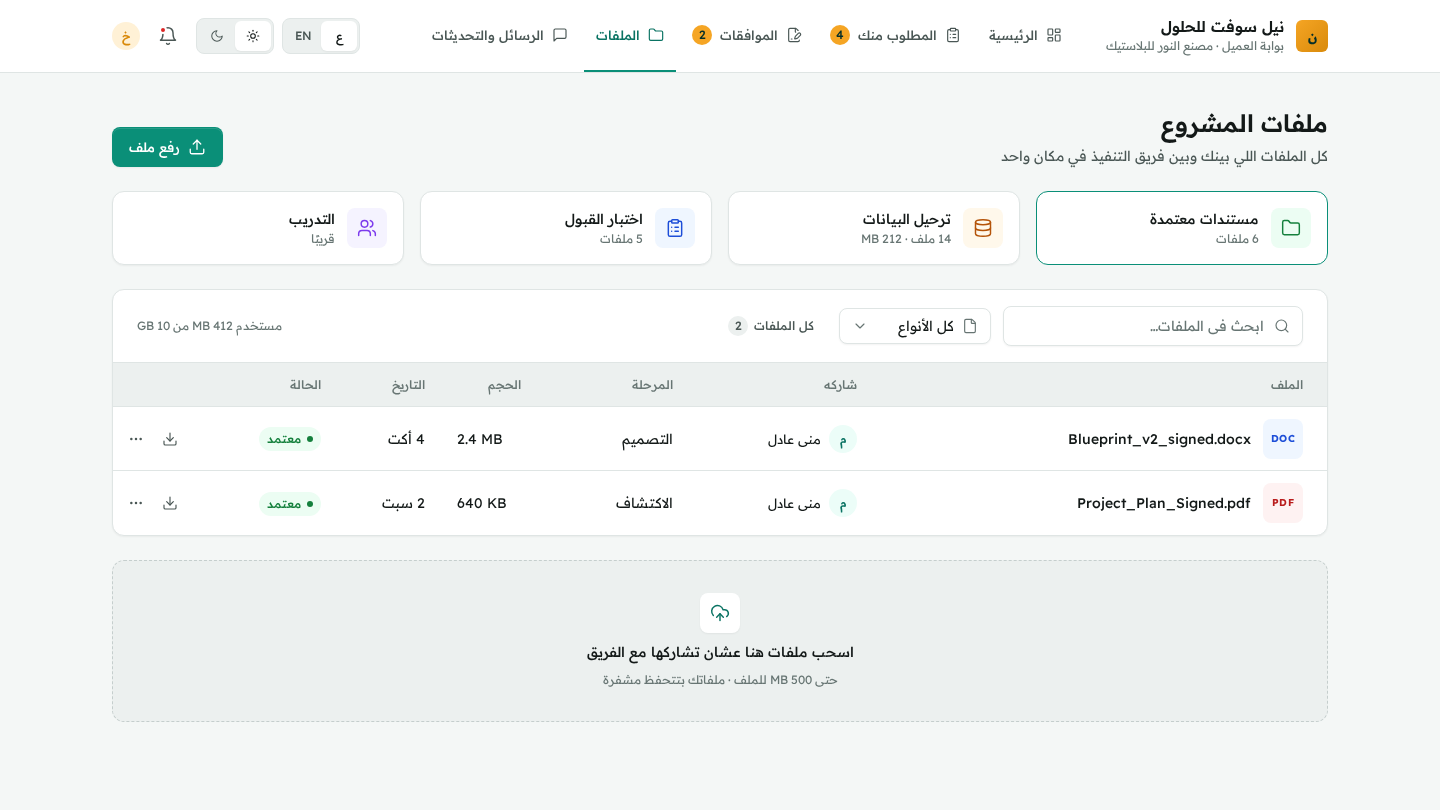 ن
نيل سوفت للحلول
بوابة العميل · مصنع النور للبلاستيك
الرئيسية
المطلوب منك 4
الموافقات 2
الملفات
الرسائل والتحديثات
ع EN
خ
ملفات المشروع
كل الملفات اللي بينك وبين فريق التنفيذ في مكان واحد
رفع ملف
مستندات معتمدة
6 ملفات
ترحيل البيانات
14 ملف · 212 MB
اختبار القبول
5 ملفات
التدريب
قريبًا
ابحث في الملفات...
كل الأنواع
كل الملفات 2
مستخدم 412 MB من 10 GB
الملف شاركه المرحلة الحجم التاريخ الحالة
DOC Blueprint_v2_signed.docx م منى عادل التصميم 2.4 MB 4 أكت معتمد
PDF Project_Plan_Signed.pdf م منى عادل الاكتشاف 640 KB 2 سبت معتمد
اسحب ملفات هنا عشان تشاركها مع الفريق
حتى 500 MB للملف · ملفاتك بتتحفظ مشفرة